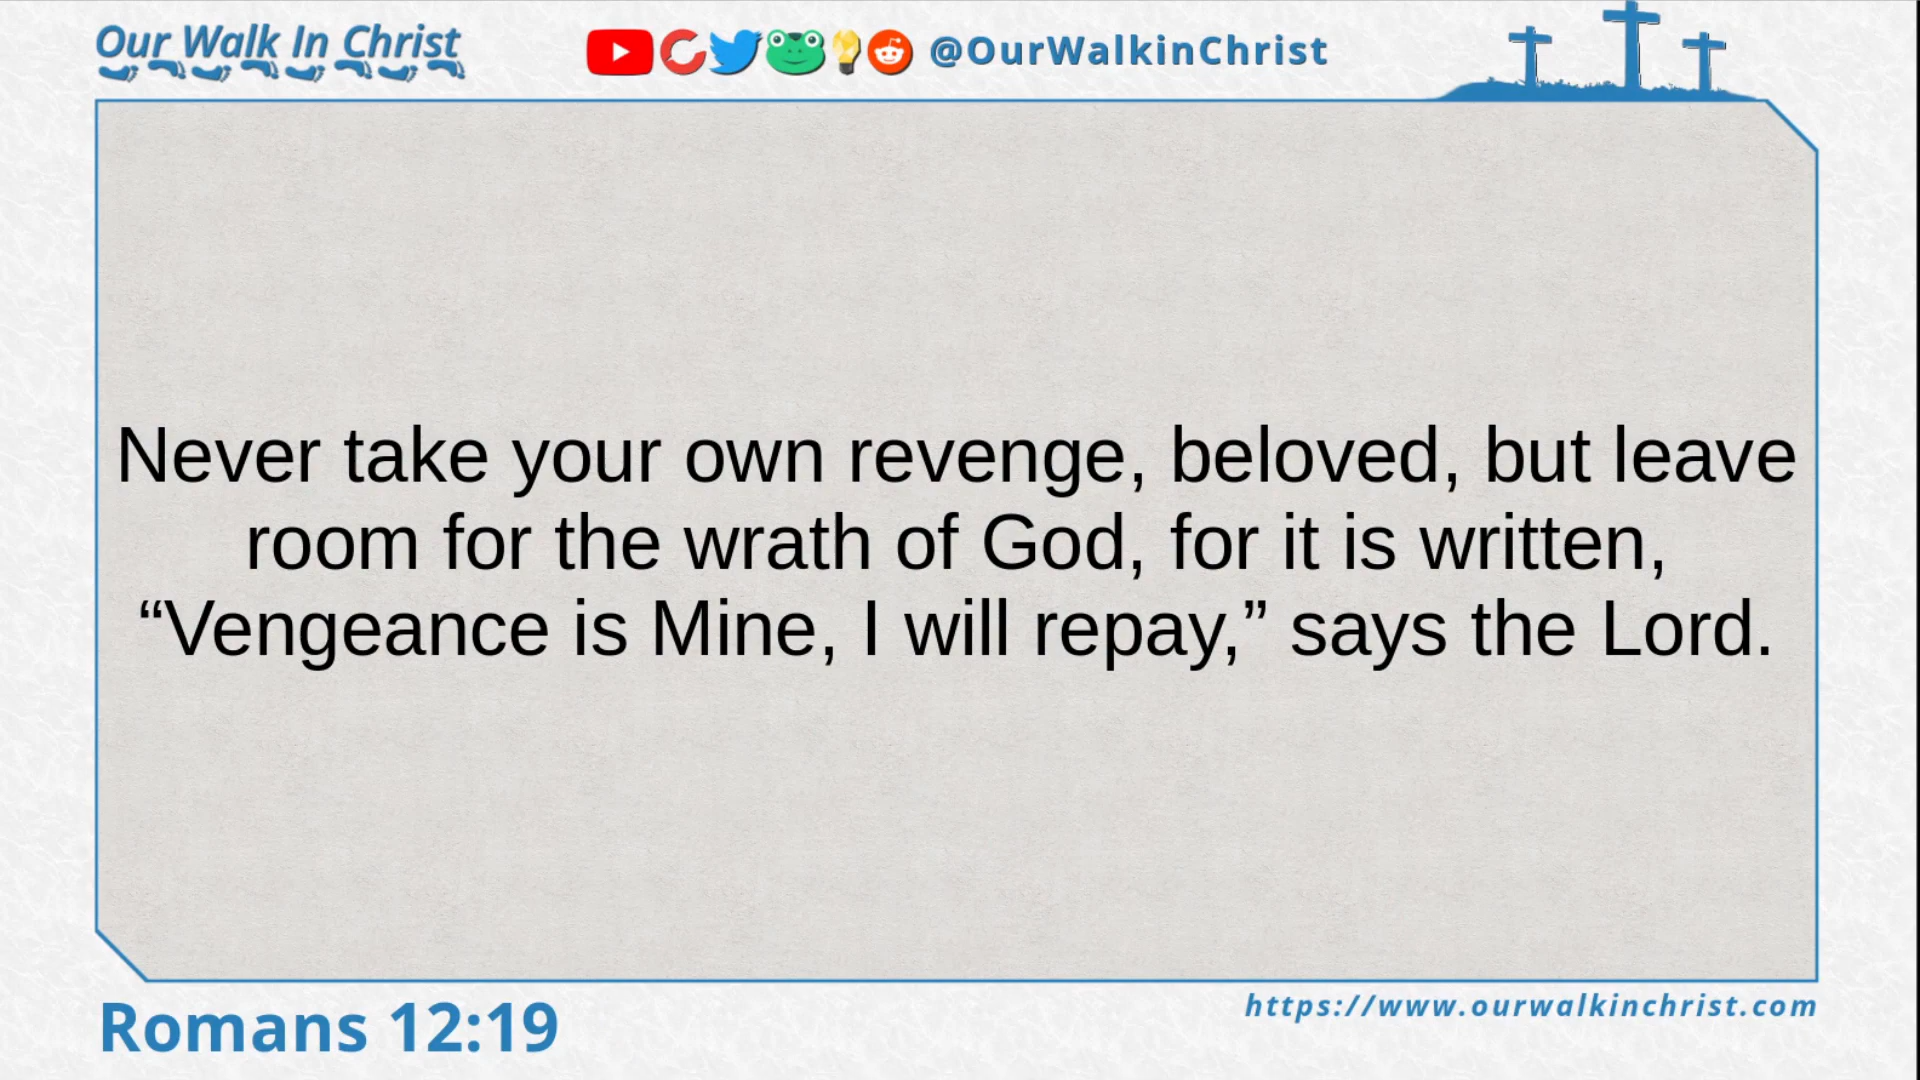 Our Walk In Christ
@OurWalkinChrist
Never take your own revenge, beloved, but leave
room for the wrath of God, for it is written,
“Vengeance is Mine, I will repay,” says the Lord.
Romans 12:19
https://www.ourwalkinchrist.com